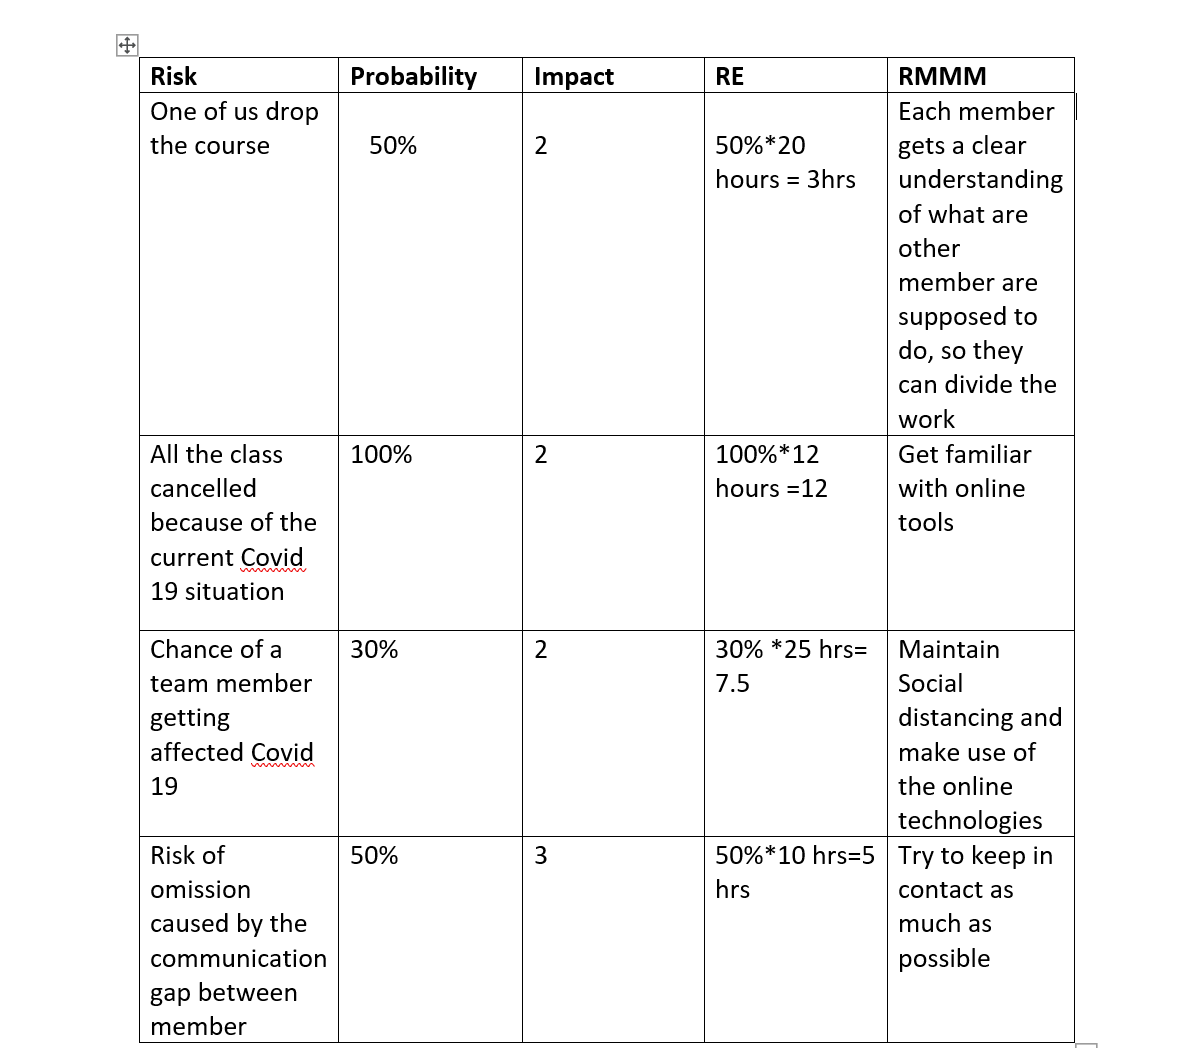 Risk Probability Impact RE RMMM
One of us drop
the course
50%
2
50%*20
hours = 3hrs
Each member
gets a clear
understanding
of what are
other
member are
supposed to
do, so they
can divide the
work
All the class
cancelled
because of the
current Covid
19 situation
100%
2
100%*12
hours =12
Get familiar
with online
tools
Chance of a
team member
getting
affected Covid
19
30%
2
30% *25 hrs=
7.5
Maintain
Social
distancing and
make use of
the online
technologies
Risk of
omission
caused by the
communication
gap between
member
50%
3
50%*10 hrs=5
hrs
Try to keep in
contact as
much as
possible